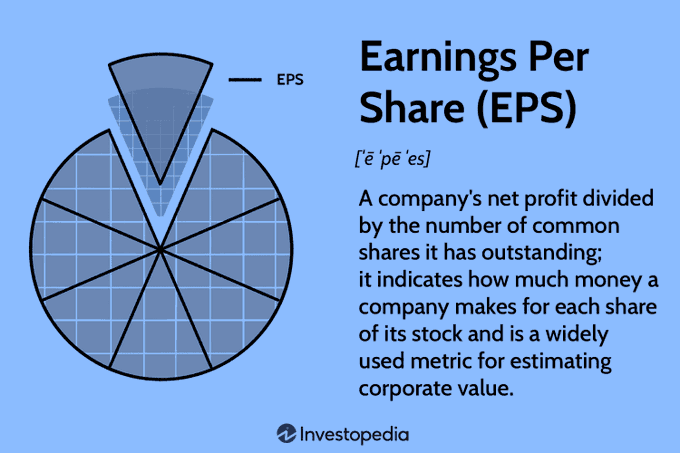 EPS
Earnings Per
Share (EPS)
[ˈē ˈpē ˈes]
A company's net profit divided
by the number of common
shares it has outstanding;
it indicates how much money a
company makes for each share
of its stock and is a widely
used metric for estimating
corporate value.
Investopedia